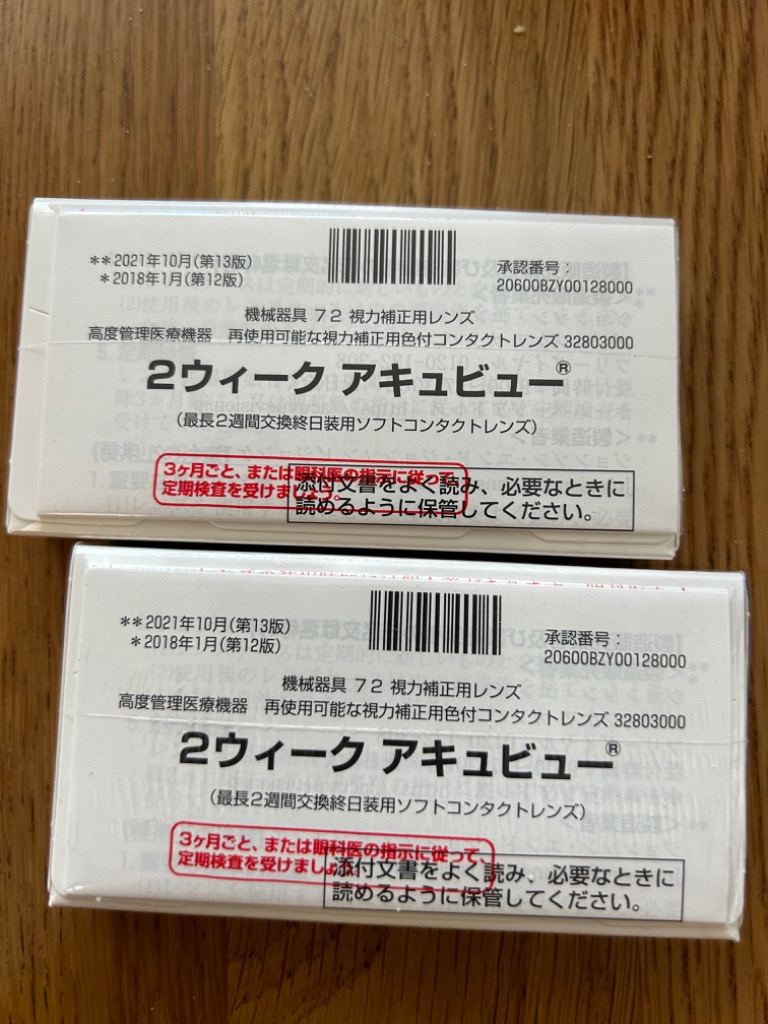 **2021年10月(第13版)
*2018年1月(第12版)
承認番号:
20600BZY00128000
機械器具 72 視力補正用レンズ
高度管理医療機器 再使用可能な視力補正用色付コンタクトレンズ 32803000
2ウィーク アキュビュー®
(最長2週間交換終日装用ソフトコンタクトレンズ)
3ヶ月ごと、または眼科医の指示に従って、
定期検査を受けましょう。
添付文書をよく読み、必要なときに
読めるように保管してください。
**2021年10月(第13版)
*2018年1月(第12版)
承認番号:
20600BZY00128000
機械器具 72 視力補正用レンズ
高度管理医療機器 再使用可能な視力補正用色付コンタクトレンズ 32803000
2ウィーク アキュビュー®
(最長2週間交換終日装用ソフトコンタクトレンズ)
3ヶ月ごと、または眼科医の指示に従って、
定期検査を受けましょう。
添付文書をよく読み、必要なときに
読めるように保管してください。